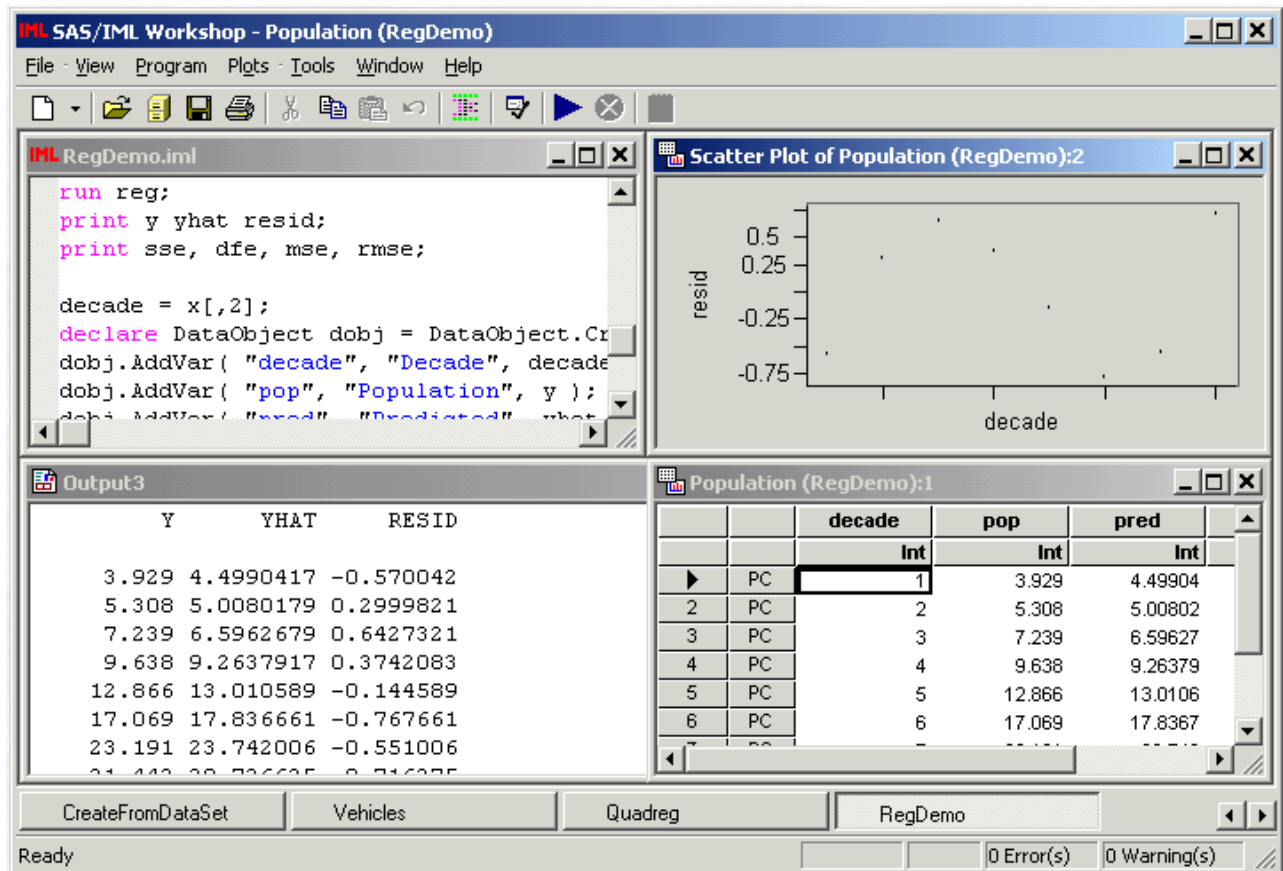 IML SAS/IML Workshop - Population (RegDemo)
File View Program Plots Tools Window Help
IML RegDemo.iml
run reg;
print y yhat resid;
print sse, dfe, mse, rmse;
decade = x[,2];
declare DataObject dobj = DataObject.Cr
dobj.AddVar( "decade", "Decade", decade
dobj.AddVar( "pop", "Population", y );
dobj.AddVar( "pred", "Predicted", yhat
Scatter Plot of Population (RegDemo):2
0.5
0.25
-0.25
-0.75
resid
decade
Output3
Y YHAT RESID
3.929 4.4990417 -0.570042
5.308 5.0080179 0.2999821
7.239 6.5962679 0.6427321
9.638 9.2637917 0.3742083
12.866 13.010589 -0.144589
17.069 17.836661 -0.767661
23.191 23.742006 -0.551006
Population (RegDemo):1
decade pop pred
Int Int Int
PC 1 3.929 4.49904
2 PC 2 5.308 5.00802
3 PC 3 7.239 6.59627
4 PC 4 9.638 9.26379
5 PC 5 12.866 13.0106
6 PC 6 17.069 17.8367
CreateFromDataSet Vehicles Quadreg RegDemo
Ready 0 Error(s) 0 Warning(s)